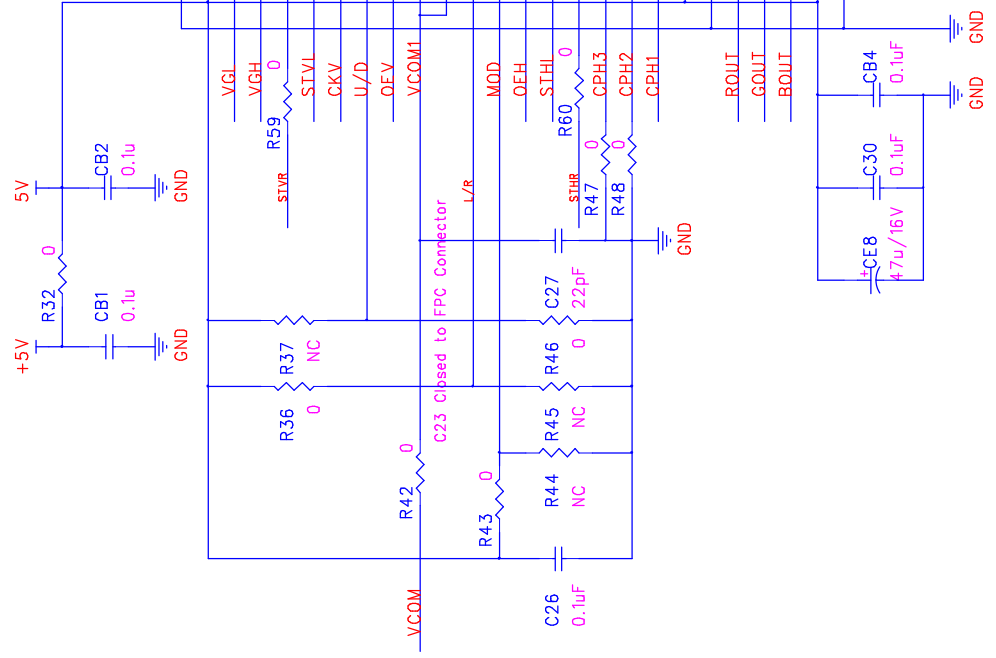 VGL
VGH
0
R59
STVR
STVL
CKV
U/D
OEV
VCOM1
L/R
MOD
OEH
STHL
0
R60
STHR
CPH3
0
R47
CPH2
0
R48
CPH1
ROUT
GOUT
BOUT
GND
CB4
0.1uF
GND
C30
0.1uF
+
CE8
47u/16V
5V
CB2
0.1u
GND
0
R32
CB1
0.1u
+5V
GND
GND
C27
22pF
C23 Closed to FPC Connector
R37
NC
R46
0
R36
0
R45
NC
0
R42
0
R43
R44
NC
VCOM
C26
0.1uF